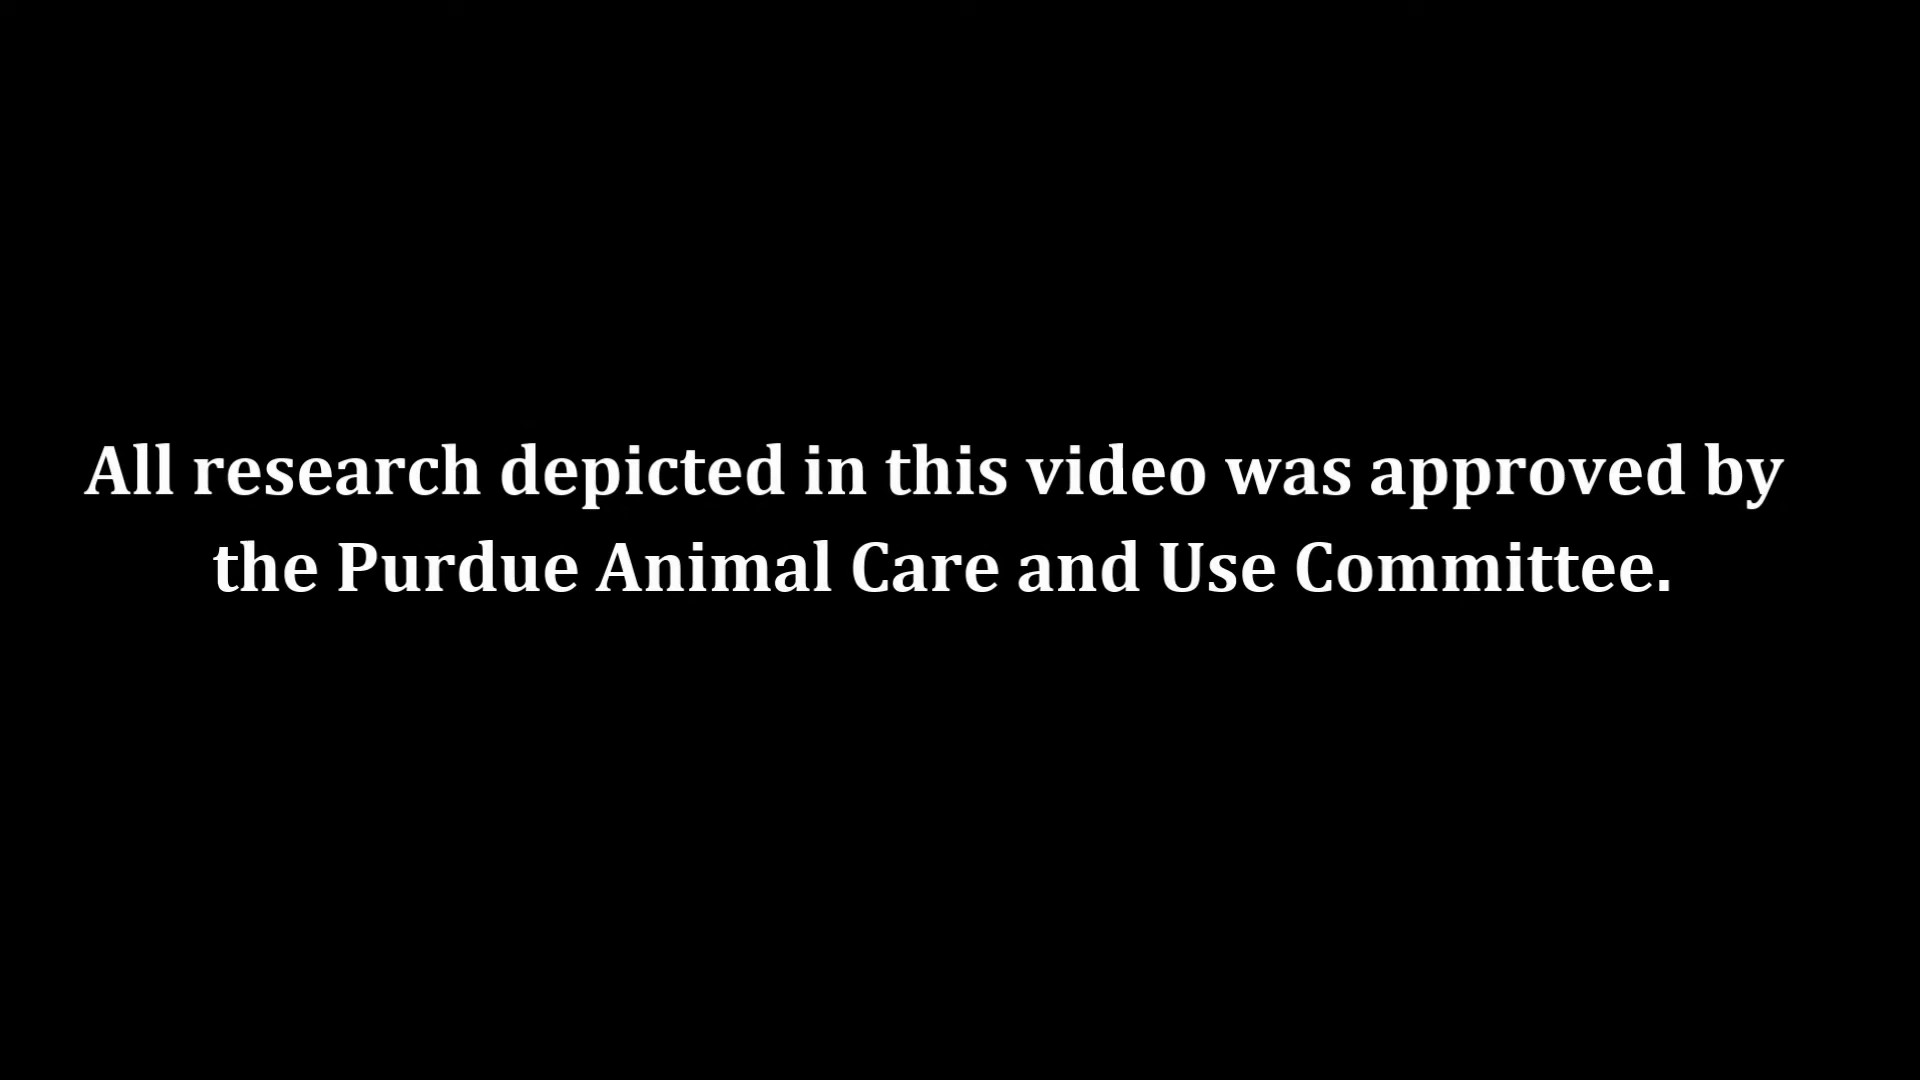 All research depicted in this video was approved by
the Purdue Animal Care and Use Committee.